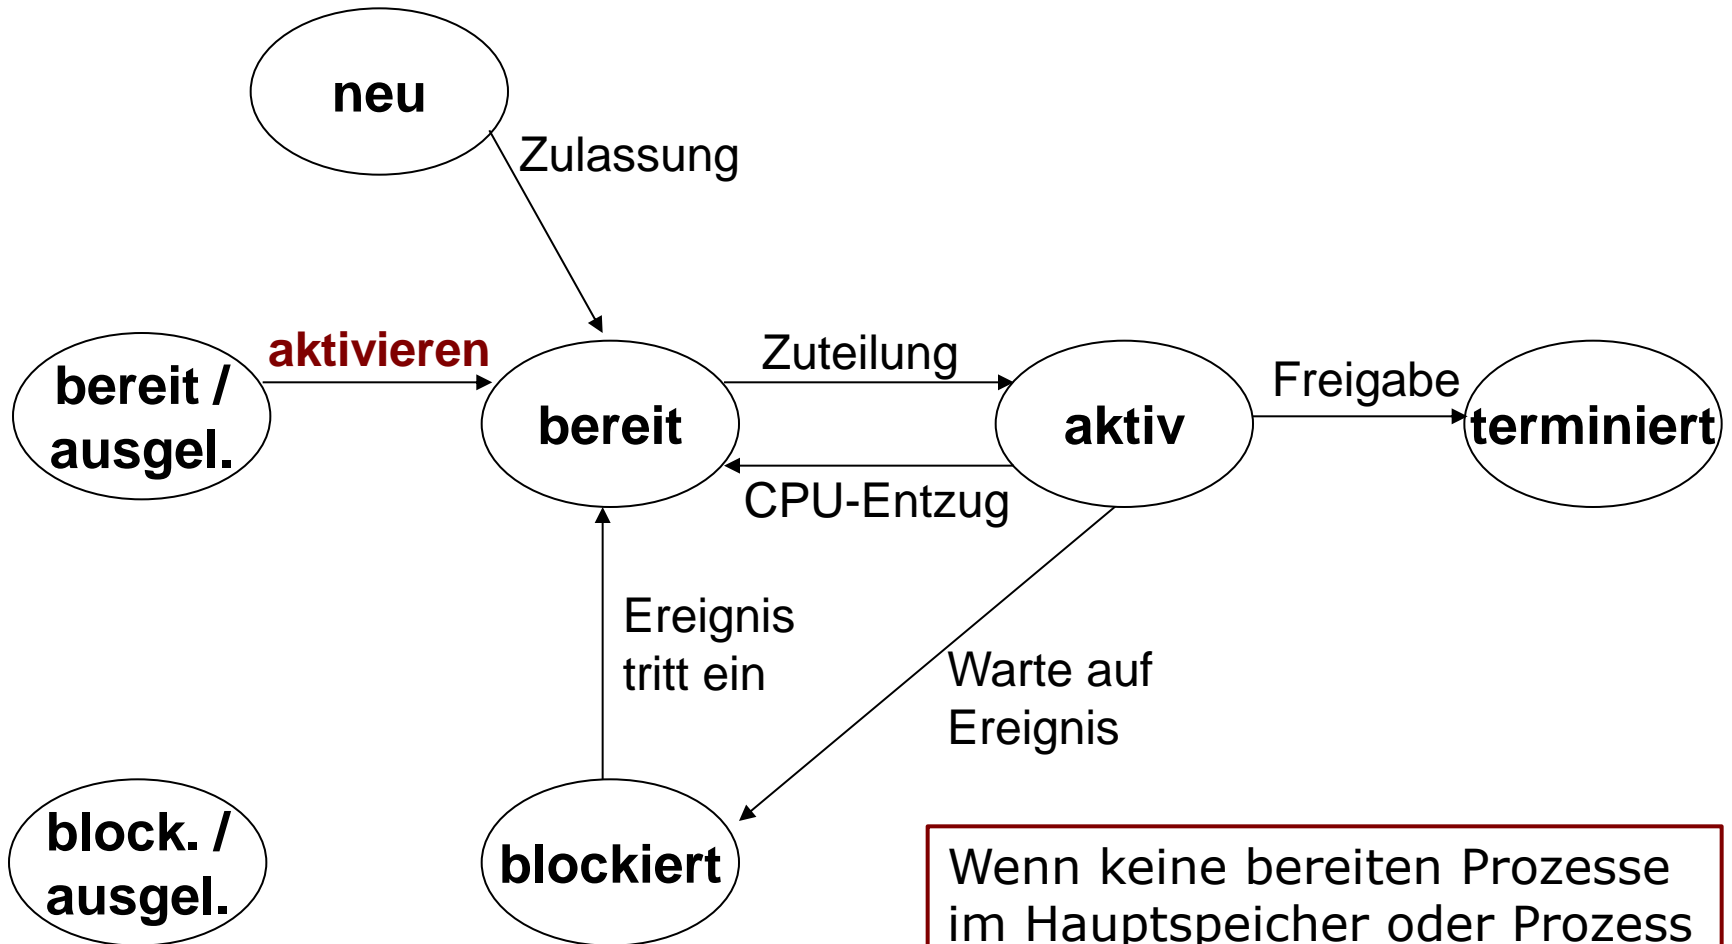 neu
Zulassung
aktivieren
bereit /
ausgel.
bereit
Zuteilung
CPU-Entzug
aktiv
Freigabe
terminiert
Ereignis
tritt ein
Warte auf
Ereignis
block. /
ausgel.
blockiert
Wenn keine bereiten Prozesse
im Hauptspeicher oder Prozess